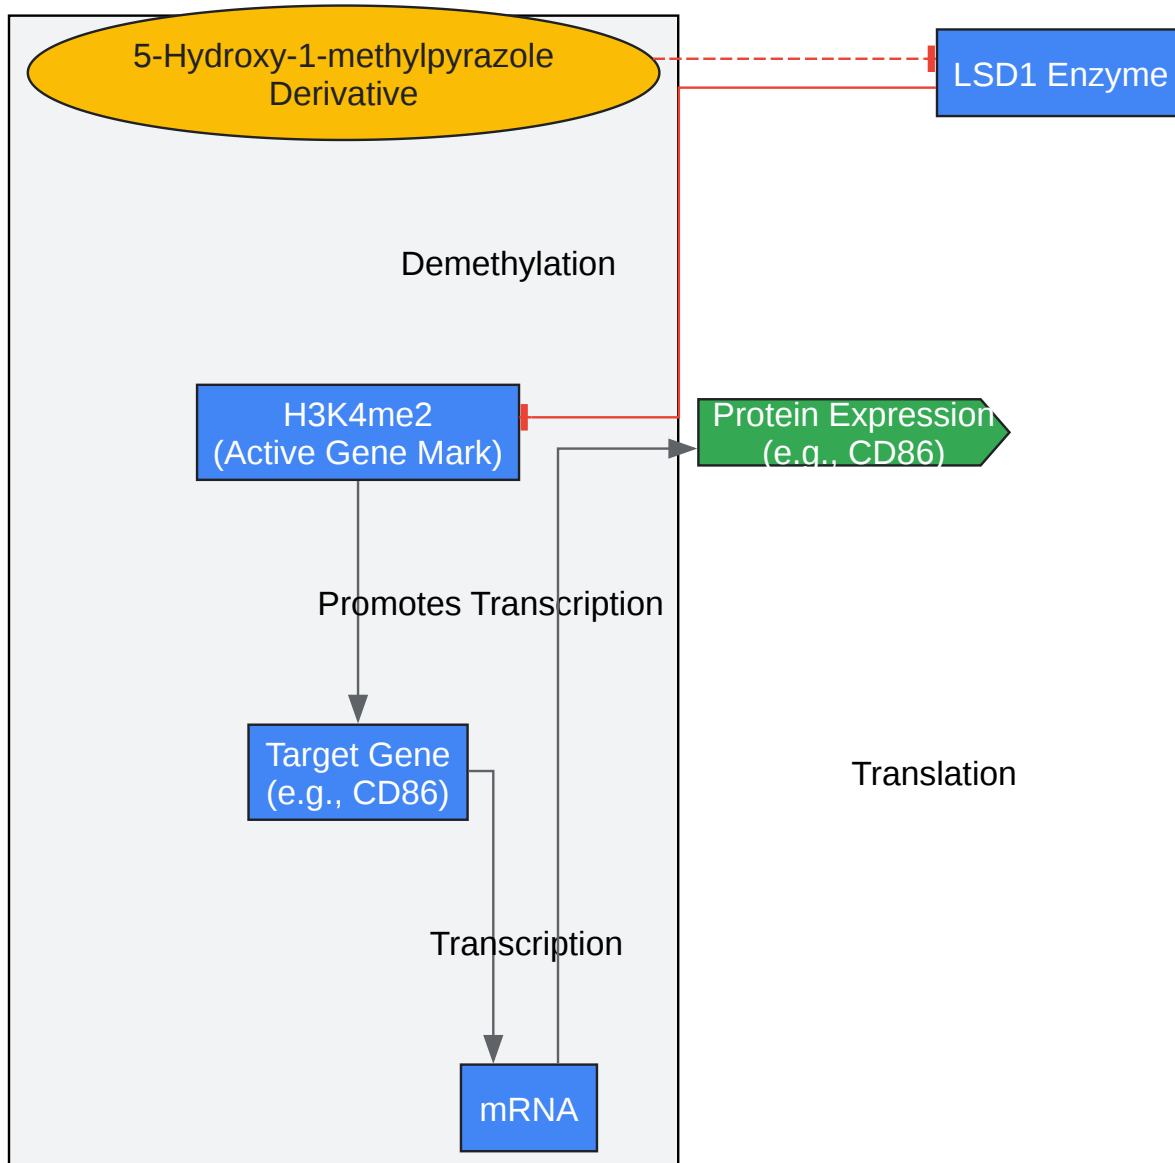 5-Hydroxy-1-methylpyrazole
Derivative
LSD1 Enzyme
Demethylation
H3K4me2
(Active Gene Mark)
Protein Expression
(e.g., CD86)
Promotes Transcription
Target Gene
(e.g., CD86)
Translation
Transcription
mRNA